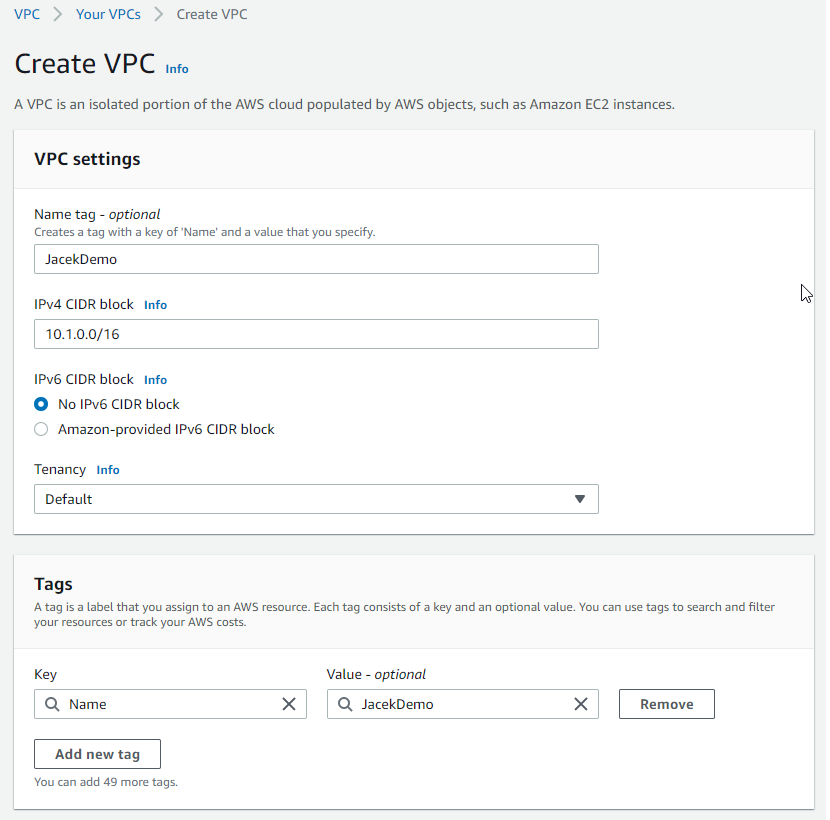 VPC > Your VPCs > Create VPC
Create VPC Info
A VPC is an isolated portion of the AWS cloud populated by AWS objects, such as Amazon EC2 instances.
VPC settings
Name tag - optional
Creates a tag with a key of 'Name' and a value that you specify.
JacekDemo
IPv4 CIDR block Info
10.1.0.0/16
IPv6 CIDR block Info
No IPv6 CIDR block
Amazon-provided IPv6 CIDR block
Tenancy Info
Default
Tags
A tag is a label that you assign to an AWS resource. Each tag consists of a key and an optional value. You can use tags to search and filter
your resources or track your AWS costs.
Key Value - optional
Name JacekDemo Remove
Add new tag
You can add 49 more tags.